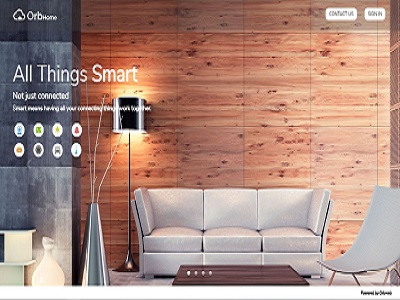 OrbHome
CONTACT US
SIGN IN
All Things Smart
Not just connected
Smart means having all your connecting things work together.
Powered by Orbweb